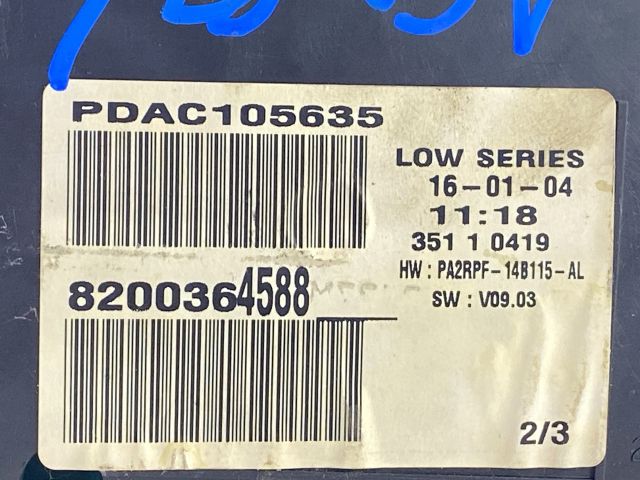 PDAC105635
LOW SERIES
16-01-04
11:18
351 1 0419
HW : PA2RPF-14B115-AL
SW : V09.03
8200364588
2/3